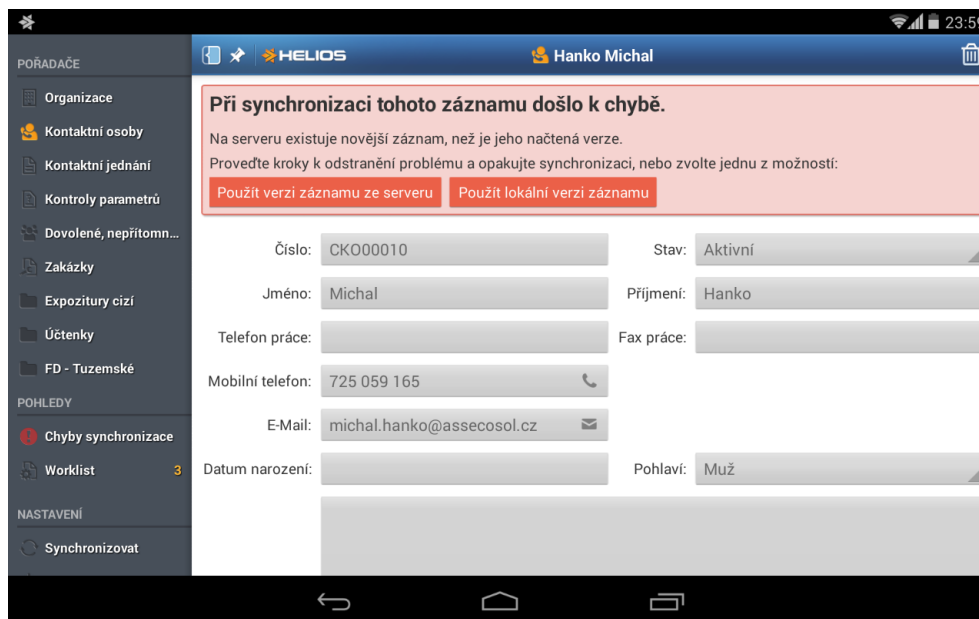 23:59
POŘADAČE
Organizace
Kontaktní osoby
Kontaktní jednání
Kontroly parametrů
Dovolené, nepřítomn...
Zakázky
Expozitury cizí
Účtenky
FD - Tuzemské
POHLEDY
Chyby synchronizace
Worklist 3
NASTAVENÍ
Synchronizovat
HELIOS
Hanko Michal
Při synchronizaci tohoto záznamu došlo k chybě.
Na serveru existuje novější záznam, než je jeho načtená verze.
Proveďte kroky k odstranění problému a opakujte synchronizaci, nebo zvolte jednu z možností:
Použít verzi záznamu ze serveru Použít lokální verzi záznamu
Číslo: CKO00010 Stav: Aktivní
Jméno: Michal Příjmení: Hanko
Telefon práce: Fax práce:
Mobilní telefon: 725 059 165
E-Mail: michal.hanko@assecosol.cz
Datum narození: Pohlaví: Muž